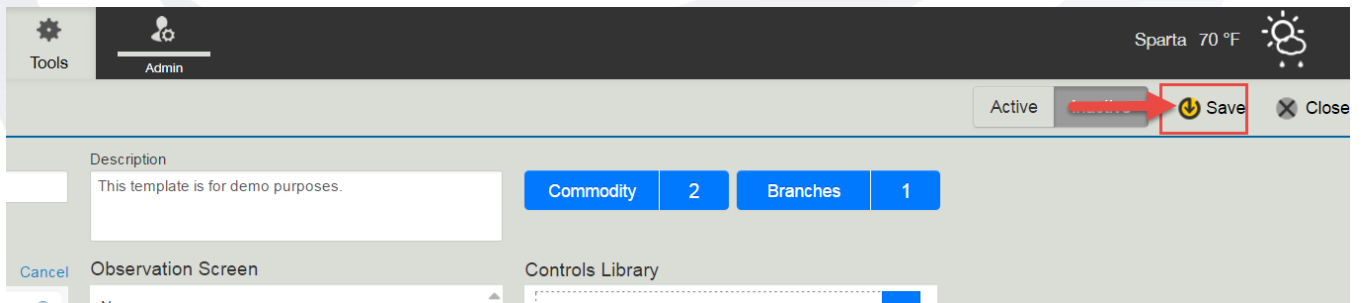 Sparta 70 °F
Tools
Admin
Active Inactive Save Close
Description
This template is for demo purposes.
Commodity 2 Branches 1
Cancel Observation Screen Controls Library